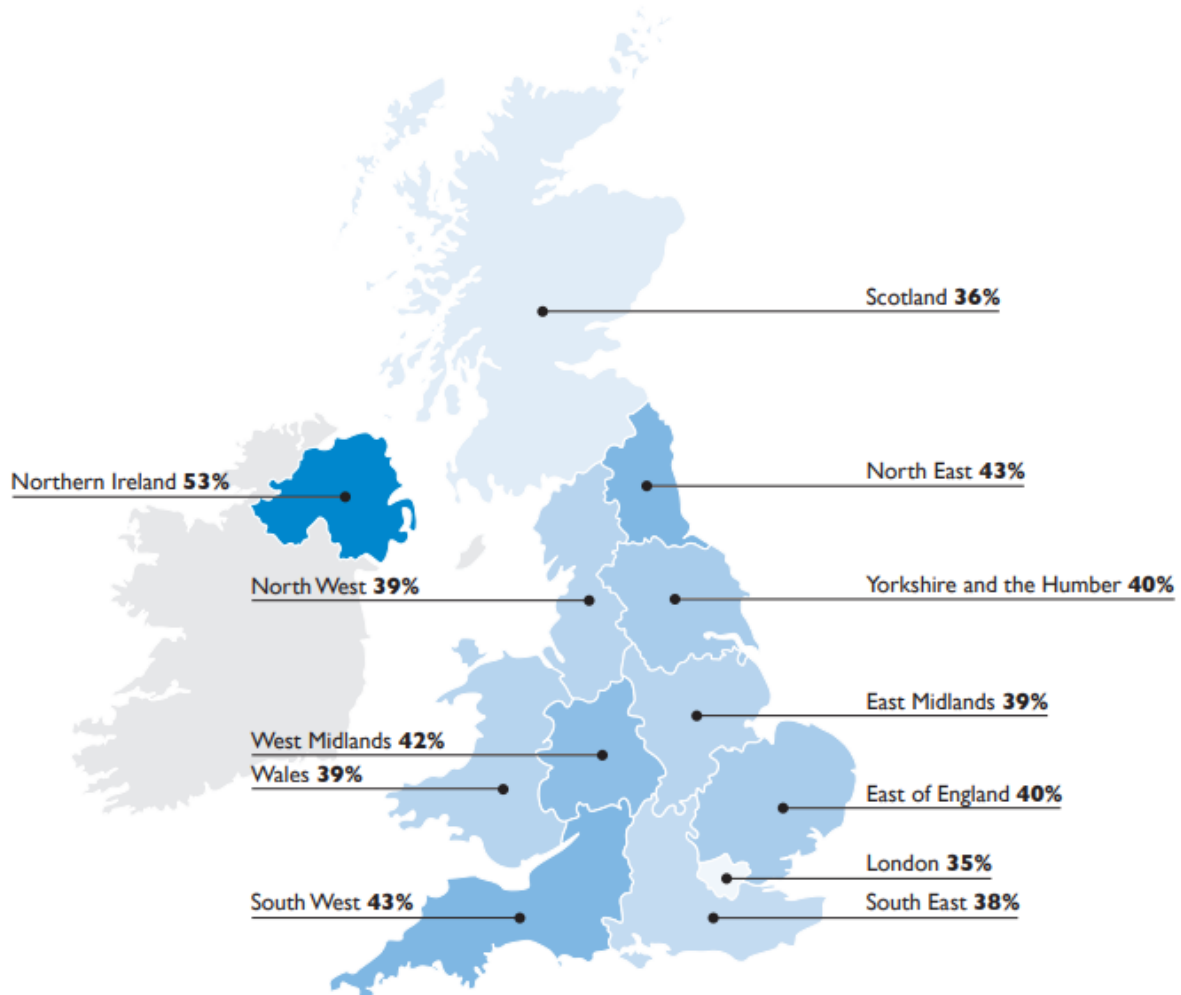 Scotland 36%
North East 43%
Northern Ireland 53%
North West 39%
Yorkshire and the Humber 40%
East Midlands 39%
West Midlands 42%
Wales 39%
East of England 40%
London 35%
South West 43%
South East 38%